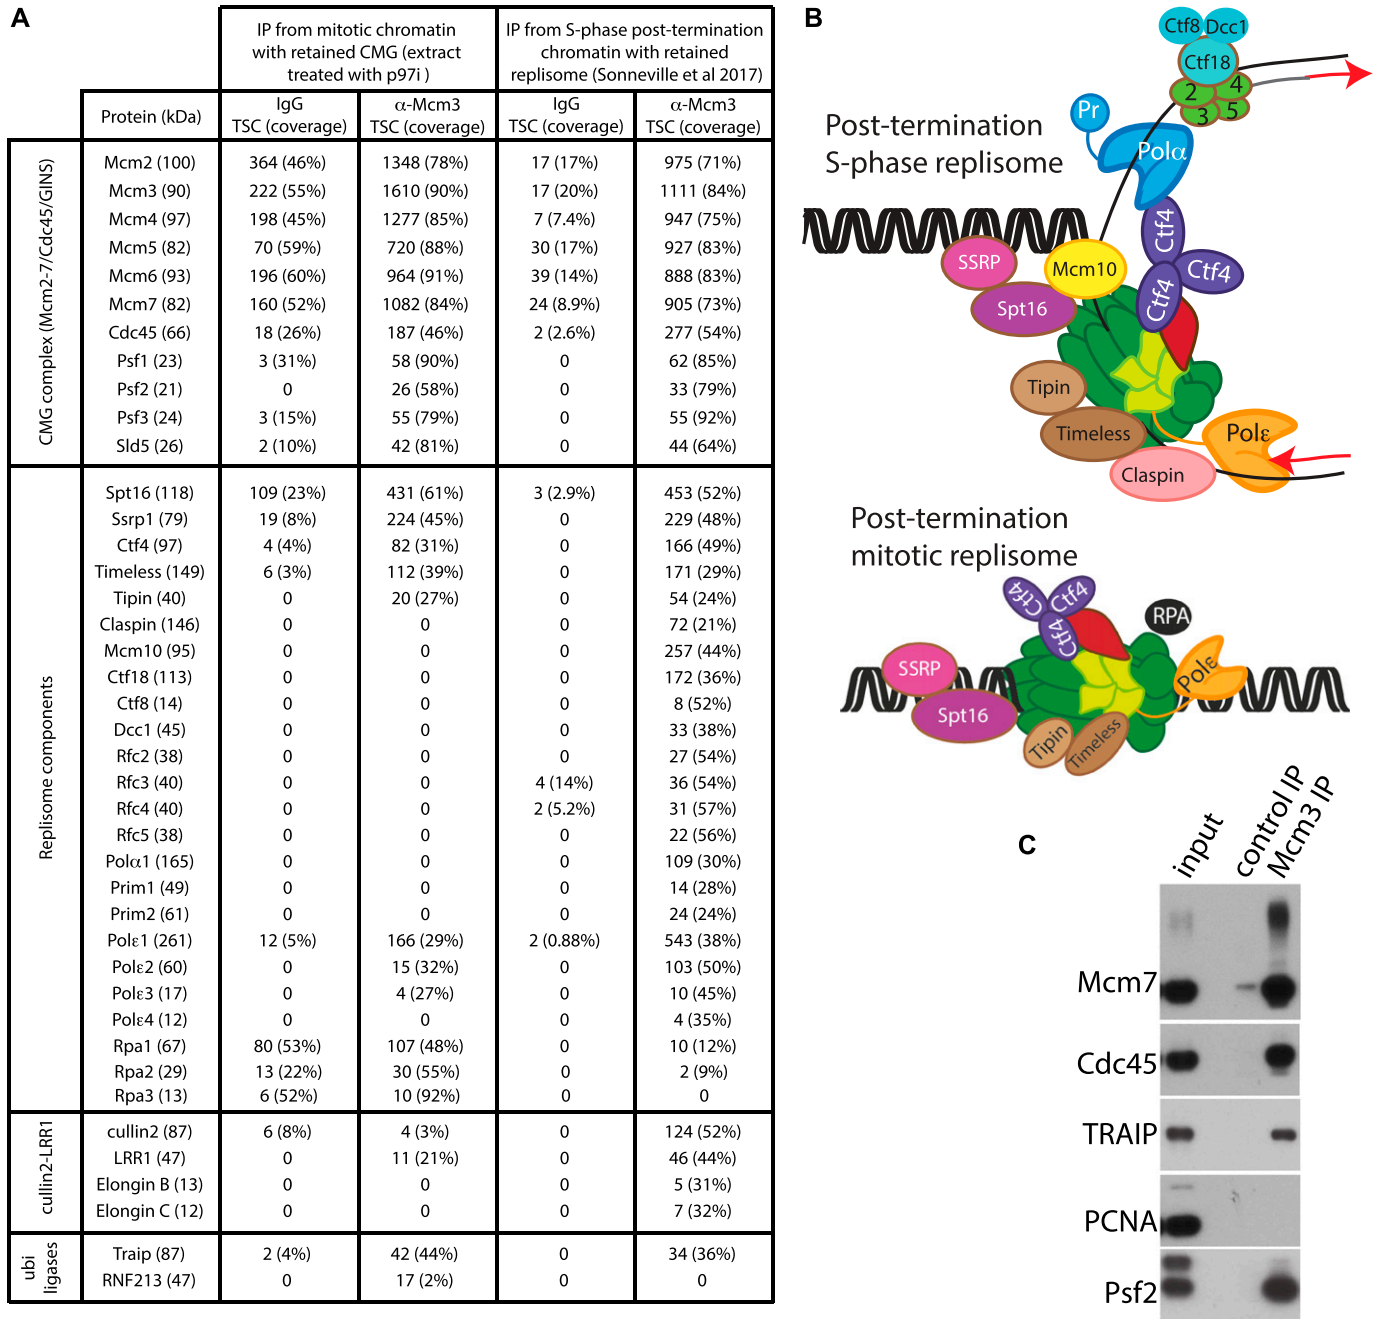 A
IP from mitotic chromatin
with retained CMG (extract
treated with p97i )
IP from S-phase post-termination
chromatin with retained
replisome (Sonneville et al 2017)
Protein (kDa)
IgG
TSC (coverage)
α-Mcm3
TSC (coverage)
IgG
TSC (coverage)
α-Mcm3
TSC (coverage)
CMG complex (Mcm2-7/Cdc45/GINS)
Mcm2 (100) 364 (46%) 1348 (78%) 17 (17%) 975 (71%)
Mcm3 (90) 222 (55%) 1610 (90%) 17 (20%) 1111 (84%)
Mcm4 (97) 198 (45%) 1277 (85%) 7 (7.4%) 947 (75%)
Mcm5 (82) 70 (59%) 720 (88%) 30 (17%) 927 (83%)
Mcm6 (93) 196 (60%) 964 (91%) 39 (14%) 888 (83%)
Mcm7 (82) 160 (52%) 1082 (84%) 24 (8.9%) 905 (73%)
Cdc45 (66) 18 (26%) 187 (46%) 2 (2.6%) 277 (54%)
Psf1 (23) 3 (31%) 58 (90%) 0 62 (85%)
Psf2 (21) 0 26 (58%) 0 33 (79%)
Psf3 (24) 3 (15%) 55 (79%) 0 55 (92%)
Sld5 (26) 2 (10%) 42 (81%) 0 44 (64%)
Replisome components
Spt16 (118) 109 (23%) 431 (61%) 3 (2.9%) 453 (52%)
Ssrp1 (79) 19 (8%) 224 (45%) 0 229 (48%)
Ctf4 (97) 4 (4%) 82 (31%) 0 166 (49%)
Timeless (149) 6 (3%) 112 (39%) 0 171 (29%)
Tipin (40) 0 20 (27%) 0 54 (24%)
Claspin (146) 0 0 0 72 (21%)
Mcm10 (95) 0 0 0 257 (44%)
Ctf18 (113) 0 0 0 172 (36%)
Ctf8 (14) 0 0 0 8 (52%)
Dcc1 (45) 0 0 0 33 (38%)
Rfc2 (38) 0 0 0 27 (54%)
Rfc3 (40) 0 0 4 (14%) 36 (54%)
Rfc4 (40) 0 0 2 (5.2%) 31 (57%)
Rfc5 (38) 0 0 0 22 (56%)
Polα1 (165) 0 0 0 109 (30%)
Prim1 (49) 0 0 0 14 (28%)
Prim2 (61) 0 0 0 24 (24%)
Polε1 (261) 12 (5%) 166 (29%) 2 (0.88%) 543 (38%)
Polε2 (60) 0 15 (32%) 0 103 (50%)
Polε3 (17) 0 4 (27%) 0 10 (45%)
Polε4 (12) 0 0 0 4 (35%)
Rpa1 (67) 80 (53%) 107 (48%) 0 10 (12%)
Rpa2 (29) 13 (22%) 30 (55%) 0 2 (9%)
Rpa3 (13) 6 (52%) 10 (92%) 0 0
cullin2-LRR1
cullin2 (87) 6 (8%) 4 (3%) 0 124 (52%)
LRR1 (47) 0 11 (21%) 0 46 (44%)
Elongin B (13) 0 0 0 5 (31%)
Elongin C (12) 0 0 0 7 (32%)
ubi
ligases
Traip (87) 2 (4%) 42 (44%) 0 34 (36%)
RNF213 (47) 0 17 (2%) 0 0
B
Post-termination
S-phase replisome
Ctf8
Dcc1
Ctf18
2
4
3
5
Pr
Polα
Ctf4
Ctf4
Ctf4
SSRP
Mcm10
Spt16
Tipin
Timeless
Claspin
Polε
Post-termination
mitotic replisome
Ctf4
Ctf4
Ctf4
RPA
SSRP
Spt16
Tipin
Timeless
Polε
C
input
control IP
Mcm3 IP
Mcm7
Cdc45
TRAIP
PCNA
Psf2